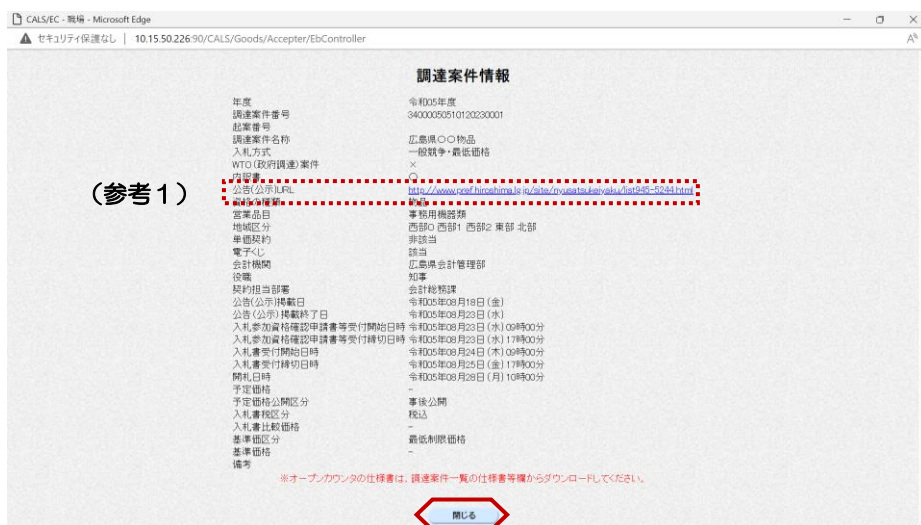 CALS/EC - 職場 - Microsoft Edge
セキュリティ保護なし | 10.15.50.226:90/CALS/Goods/Accepter/EbController
調達案件情報
年度 令和05年度
調達案件番号 34000050510120230001
起案番号
調達案件名称 広島県〇〇物品
入札方式 一般競争・最低価格
WTO(政府調達)案件 ×
内訳書 〇
(参考1) 公告(公示)URL http://www.pref.hiroshima.lg.jp/site/nyusatsukeiyaku/list945-5244.html
資格の種類 物品
営業品目 事務用機器類
地域区分 西部0 西部1 西部2 東部 北部
単価契約 非該当
電子くじ 該当
会計機関 広島県会計管理部
役職 知事
契約担当部署 会計総務課
公告(公示)掲載日 令和05年08月18日(金)
公告(公示)掲載終了日 令和05年08月23日(水)
入札参加資格確認申請書等受付開始日時 令和05年08月23日(水)09時00分
入札参加資格確認申請書等受付締切日時 令和05年08月23日(水)17時00分
入札書受付開始日時 令和05年08月24日(木)09時00分
入札書受付締切日時 令和05年08月25日(金)17時00分
開札日時 令和05年08月28日(月)10時00分
予定価格 -
予定価格公開区分 事後公開
入札書税区分 税込
入札書比較価格 -
基準価区分 最低制限価格
基準価格 -
備考
※オープンカウンタの仕様書は、調達案件一覧の仕様書等欄からダウンロードしてください。
閉じる